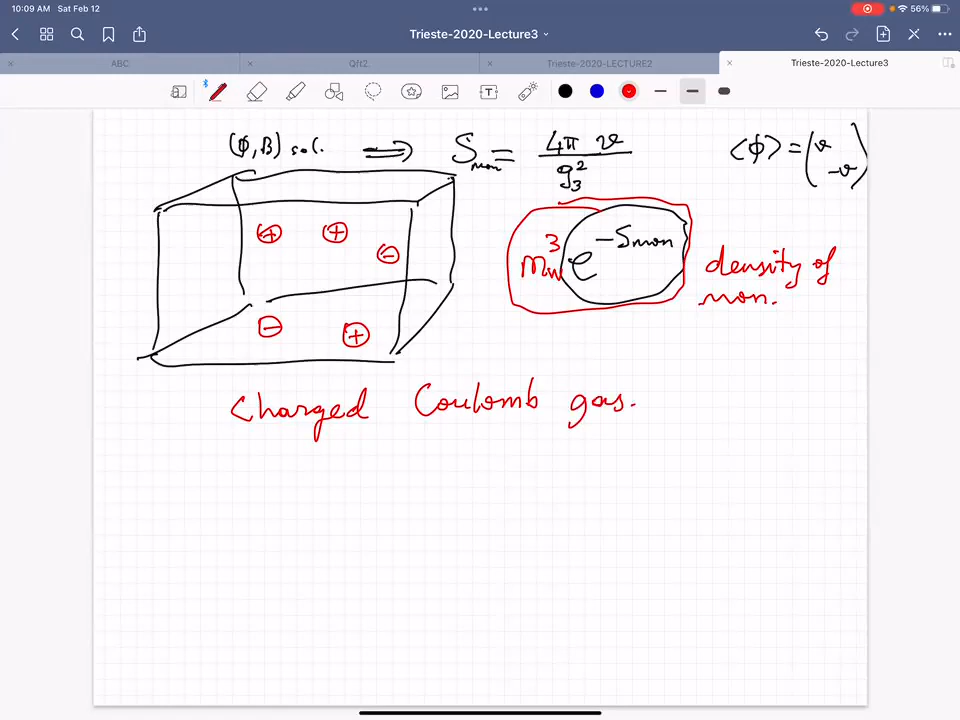 10:09 AM Sat Feb 12
56%
Trieste-2020-Lecture3
ABC
Qft2
Trieste-2020-LECTURE2
Trieste-2020-Lecture3
(Φ, B) sol. ⟹ S_mon = 4π v / g_3^2
<Φ> = (v -v)
+ + -
m_W^3 e^{-S_mon}
density of
mon.
- +
Charged Coulomb gas.